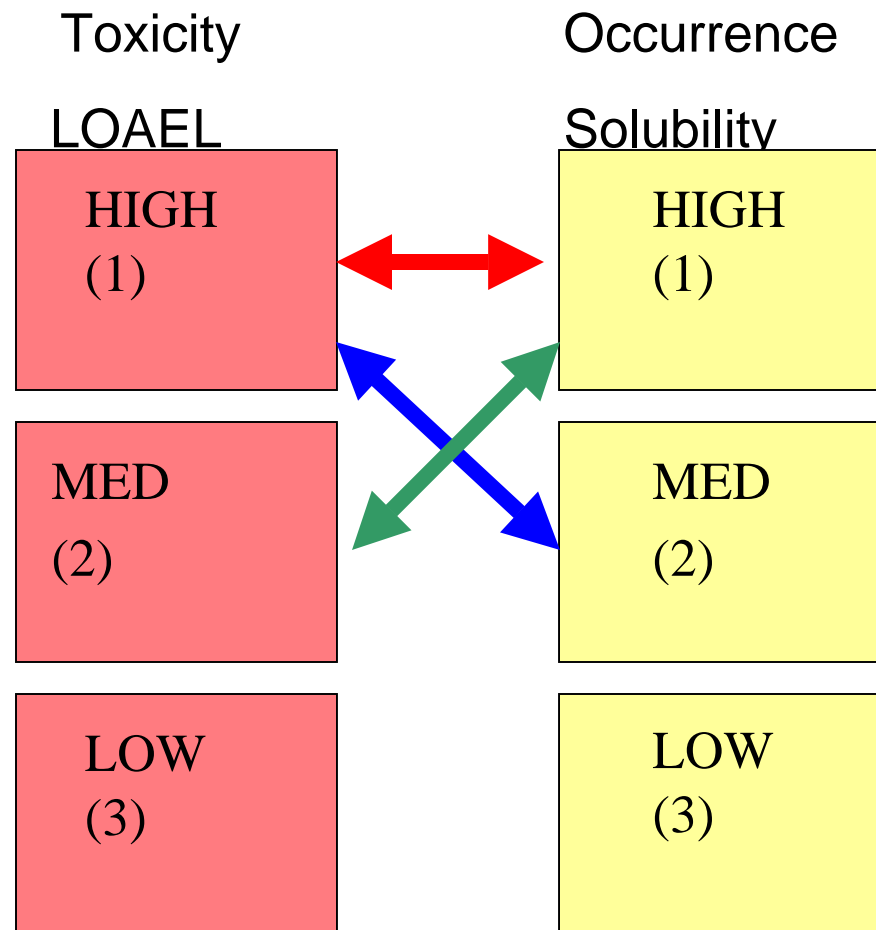 Toxicity
Occurrence
LOAEL
Solubility
HIGH
(1)
HIGH
(1)
MED
(2)
MED
(2)
LOW
(3)
LOW
(3)